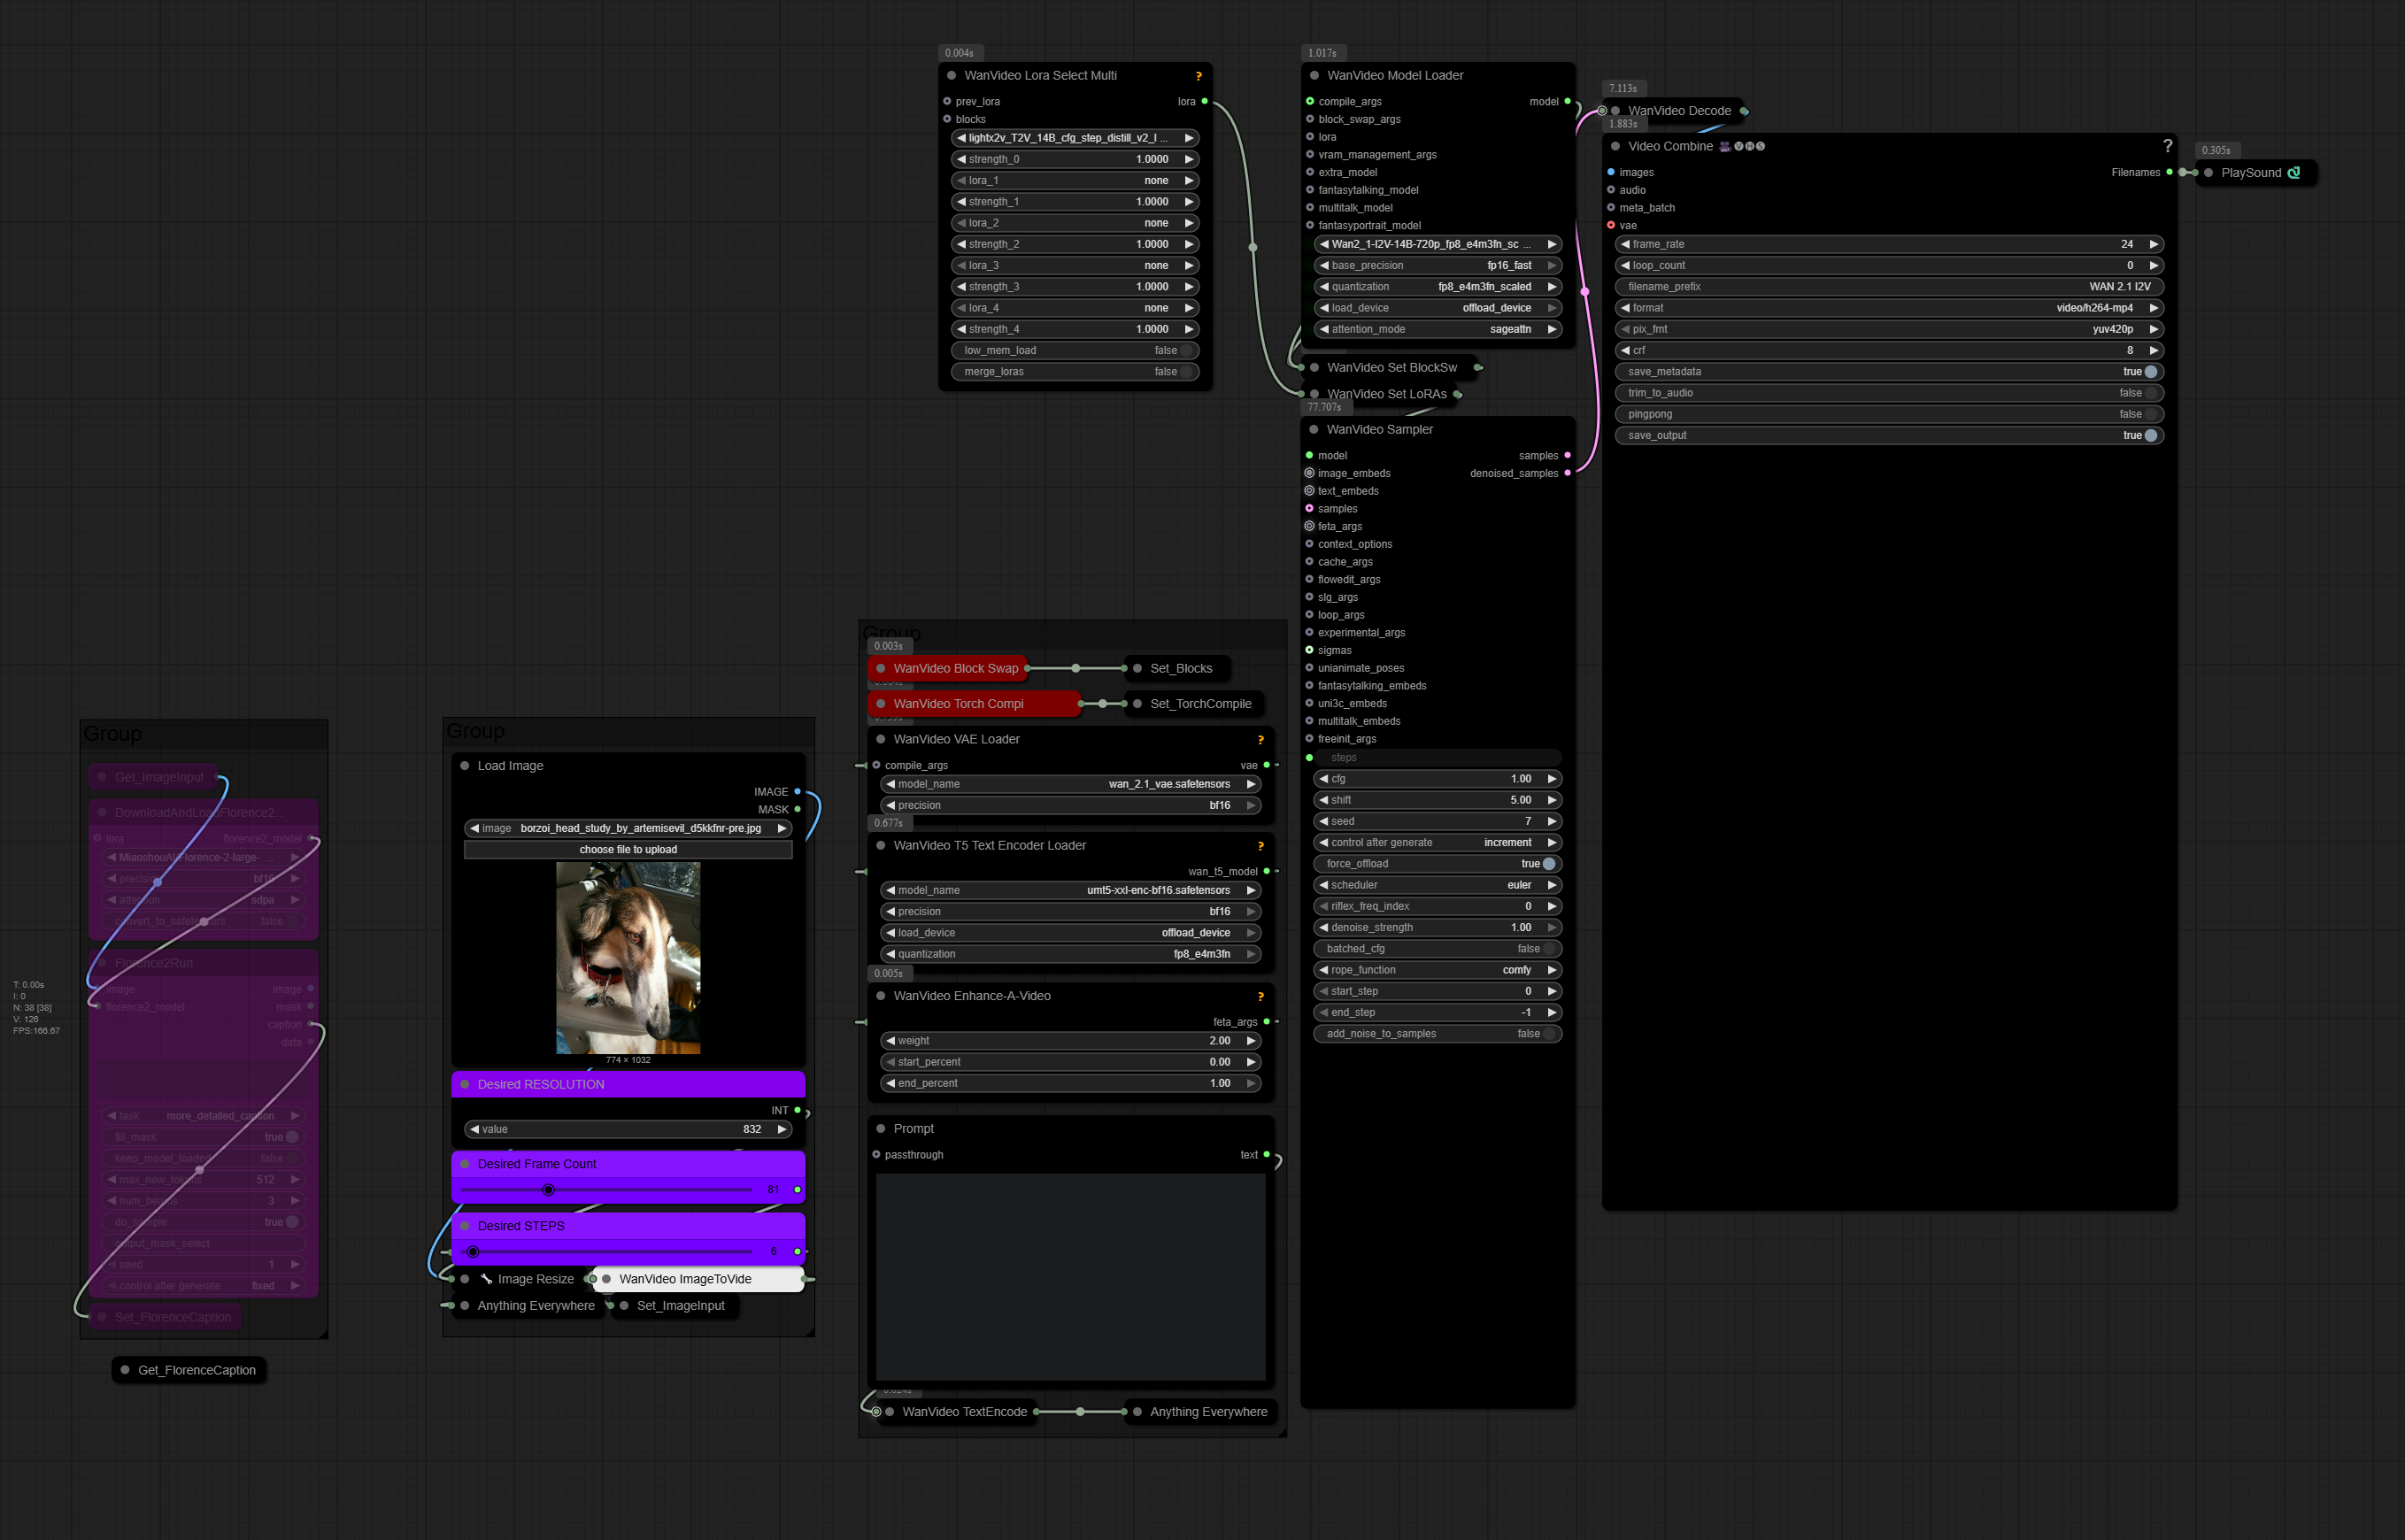 0.004s
WanVideo Lora Select Multi ?
prev_lora lora
blocks
lightx2v_T2V_14B_cfg_step_distill_v2_l ...
strength_0 1.0000
lora_1 none
strength_1 1.0000
lora_2 none
strength_2 1.0000
lora_3 none
strength_3 1.0000
lora_4 none
strength_4 1.0000
low_mem_load false
merge_loras false
1.017s
WanVideo Model Loader
compile_args model
block_swap_args
lora
vram_management_args
extra_model
fantasytalking_model
multitalk_model
fantasyportrait_model
Wan2_1-I2V-14B-720p_fp8_e4m3fn_sc ...
base_precision fp16_fast
quantization fp8_e4m3fn_scaled
load_device offload_device
attention_mode sageattn
WanVideo Set BlockSw
WanVideo Set LoRAs
77.707s
WanVideo Sampler
model samples
image_embeds denoised_samples
text_embeds
samples
feta_args
context_options
cache_args
flowedit_args
slg_args
loop_args
experimental_args
sigmas
unianimate_poses
fantasytalking_embeds
uni3c_embeds
multitalk_embeds
freeinit_args
steps
cfg 1.00
shift 5.00
seed 7
control after generate increment
force_offload true
scheduler euler
riflex_freq_index 0
denoise_strength 1.00
batched_cfg false
rope_function comfy
start_step 0
end_step -1
add_noise_to_samples false
7.113s
WanVideo Decode
1.883s
Video Combine 🎥🅥🅗🅢 ?
images Filenames
audio
meta_batch
vae
frame_rate 24
loop_count 0
filename_prefix WAN 2.1 I2V
format video/h264-mp4
pix_fmt yuv420p
crf 8
save_metadata true
trim_to_audio false
pingpong false
save_output true
0.305s
PlaySound
Group
0.003s
WanVideo Block Swap
Set_Blocks
WanVideo Torch Compi
Set_TorchCompile
WanVideo VAE Loader ?
compile_args vae
model_name wan_2.1_vae.safetensors
precision bf16
0.677s
WanVideo T5 Text Encoder Loader ?
wan_t5_model
model_name umt5-xxl-enc-bf16.safetensors
precision bf16
load_device offload_device
quantization fp8_e4m3fn
0.005s
WanVideo Enhance-A-Video ?
feta_args
weight 2.00
start_percent 0.00
end_percent 1.00
Prompt
passthrough text
WanVideo TextEncode
Anything Everywhere
Group
Load Image
IMAGE
MASK
image borzoi_head_study_by_artemisevil_d5kkfnr-pre.jpg
choose file to upload
774 × 1032
Desired RESOLUTION
INT
value 832
Desired Frame Count
81
Desired STEPS
6
Image Resize
WanVideo ImageToVide
Anything Everywhere
Set_ImageInput
Group
Get_ImageInput
DownloadAndLoadFlorence2...
lora florence2_model
MiaoshouAI/Florence-2-large- ...
precision bf16
attention sdpa
convert_to_safetensors false
Florence2Run
image image
florence2_model mask
caption
data
task more_detailed_caption
fill_mask true
keep_model_loaded false
max_new_tokens 512
num_beams 3
do_sample true
output_mask_select
seed 1
control after generate fixed
Set_FlorenceCaption
Get_FlorenceCaption
T: 0.00s
I: 0
N: 38 [38]
V: 126
FPS:166.67